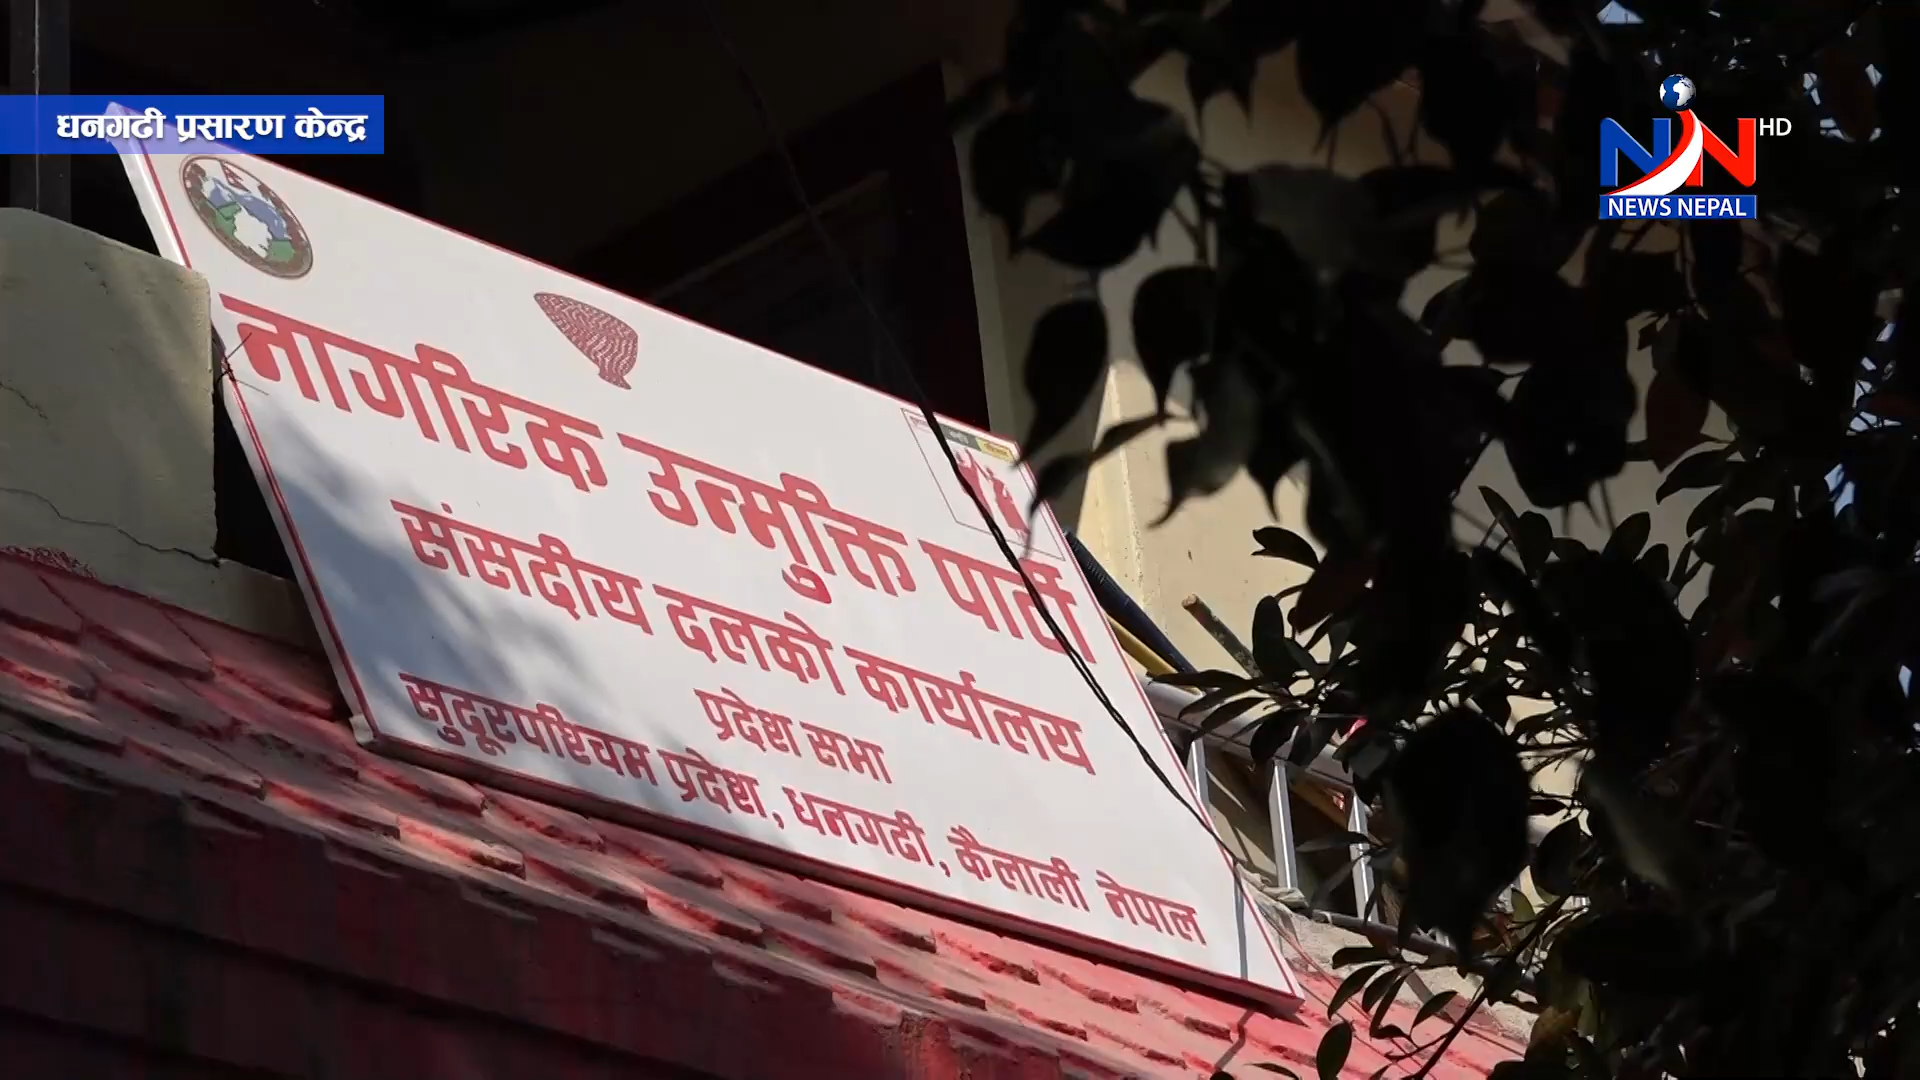 धनगढी प्रसारण केन्द्र
HD
NEWS NEPAL
नागरिक उन्मुक्ति पार्टी
संसदीय दलको कार्यालय
प्रदेश सभा
सुदूरपश्चिम प्रदेश, धनगढी, कैलाली नेपाल